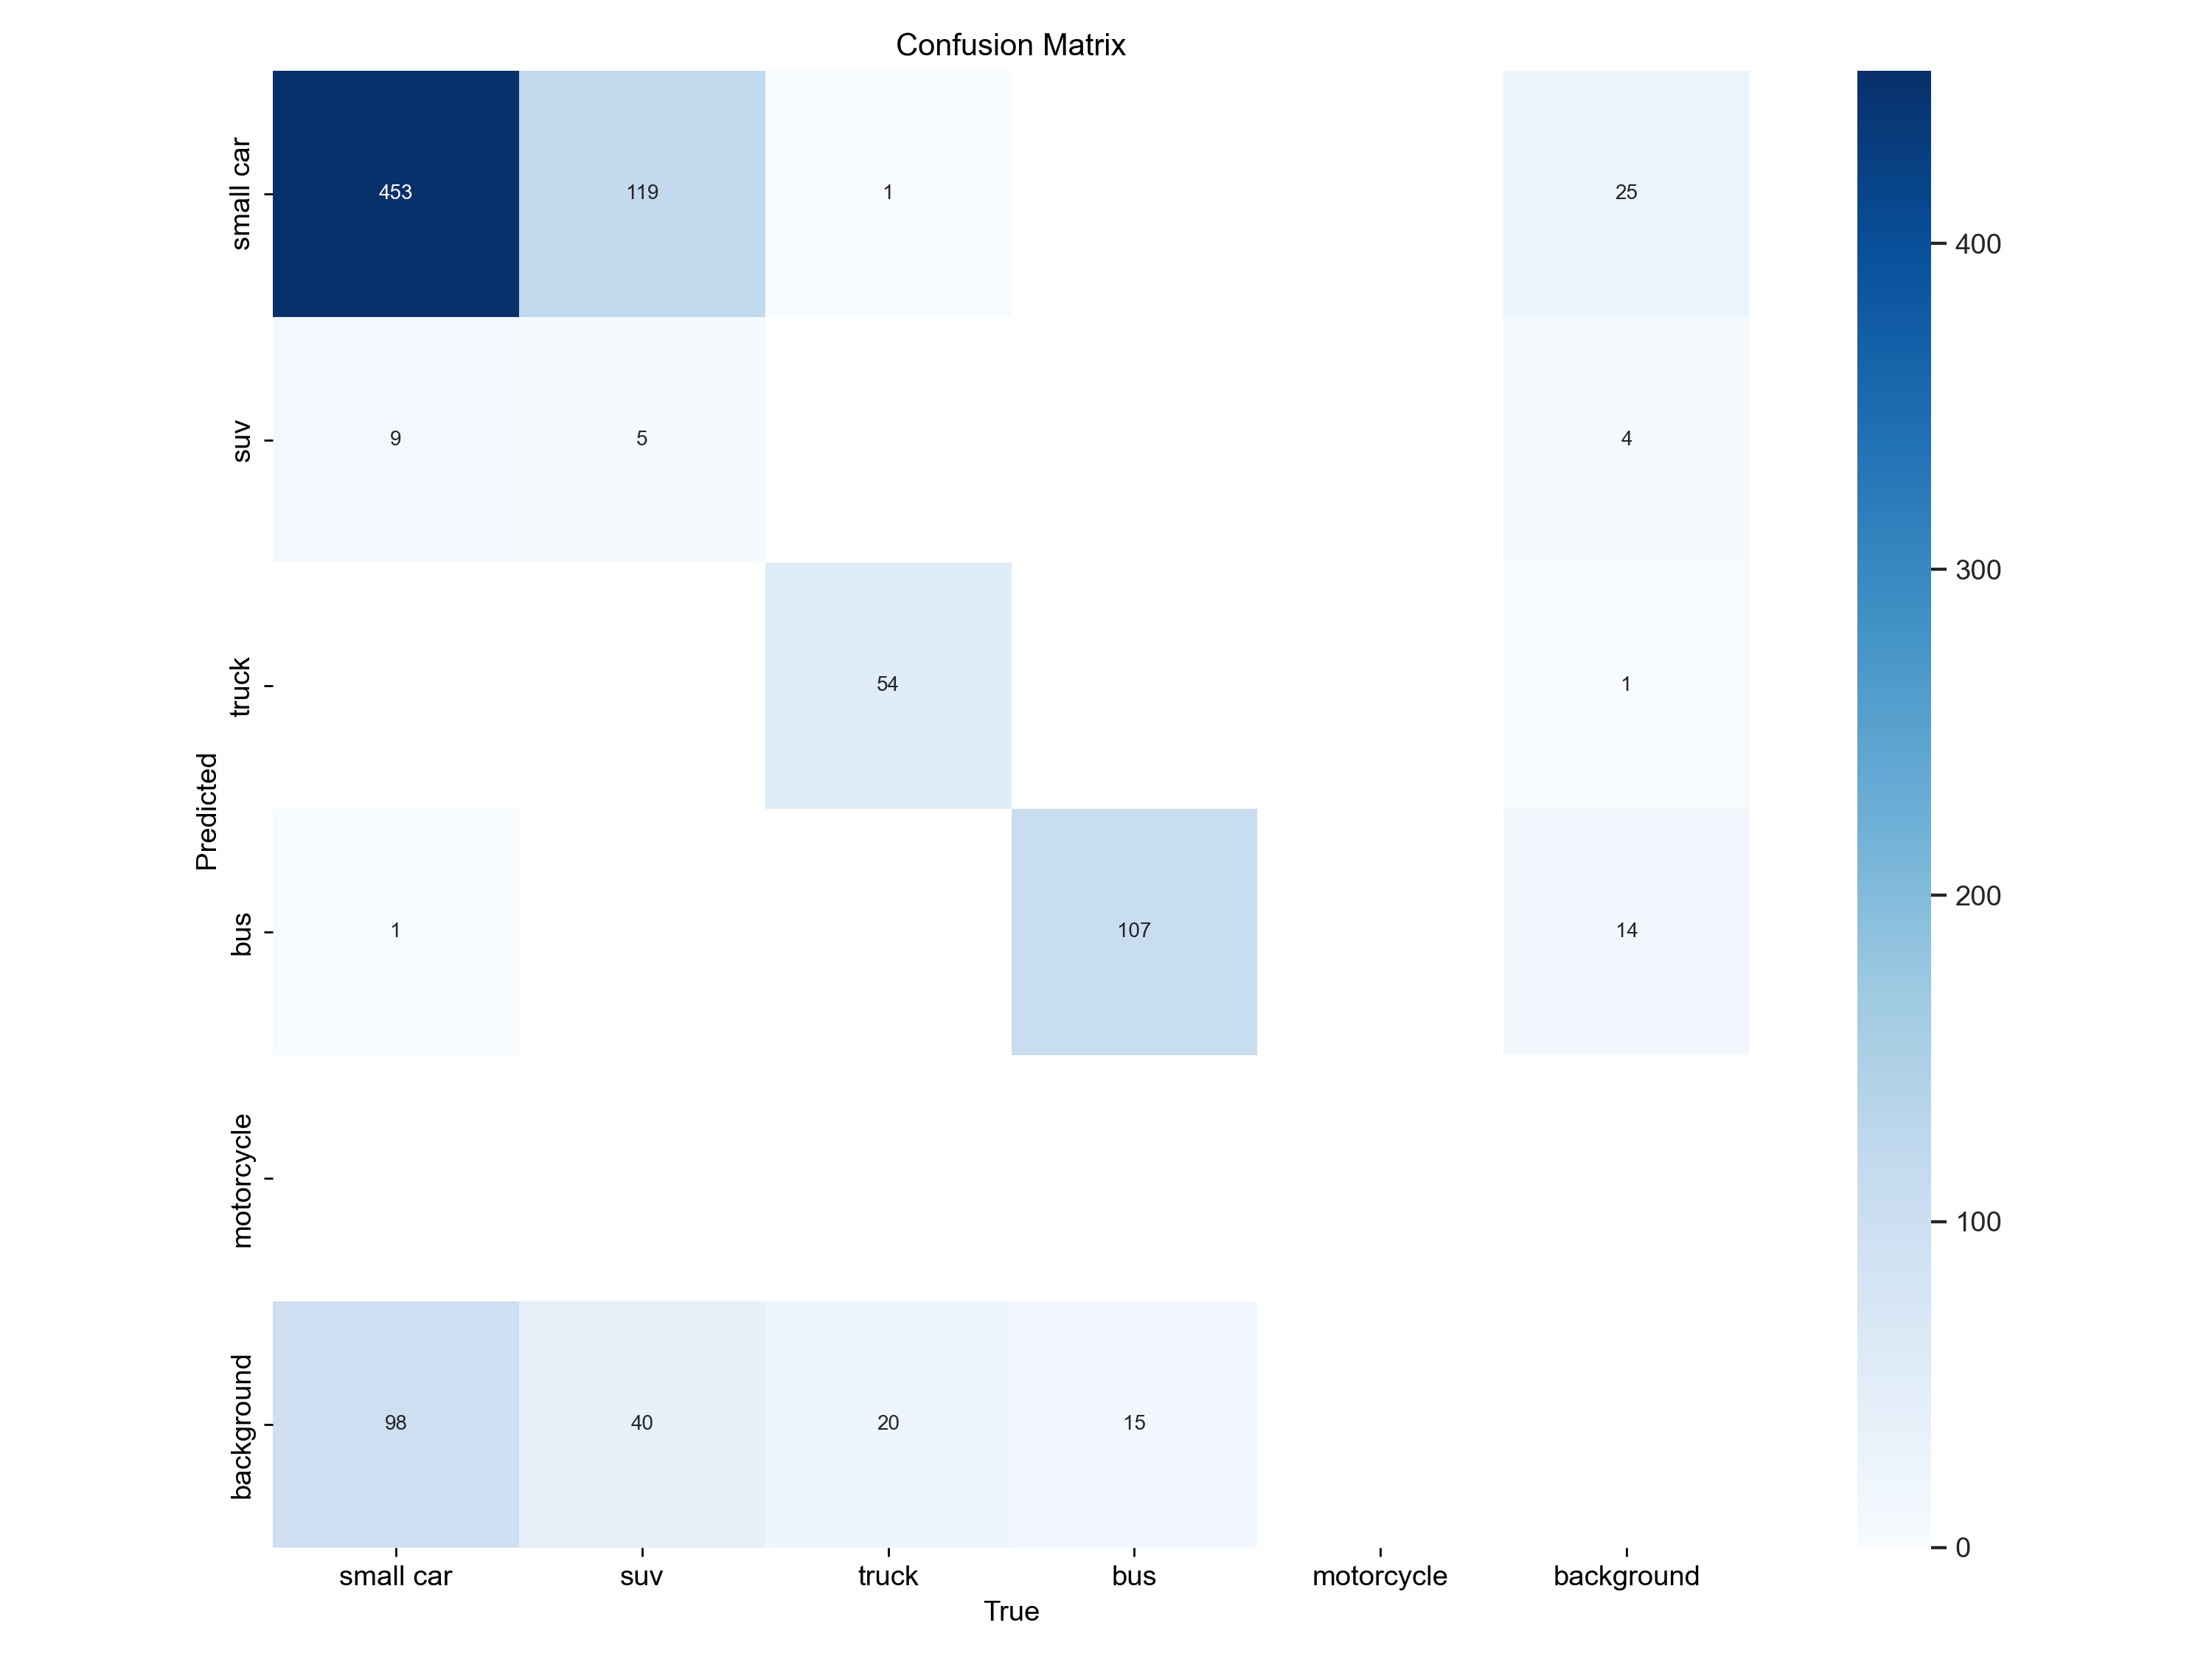 Confusion Matrix
small car
453
119
1
25
suv
9
5
4
truck
54
1
bus
1
107
14
motorcycle
background
98
40
20
15
Predicted
small car
suv
truck
bus
motorcycle
background
True
400
300
200
100
0